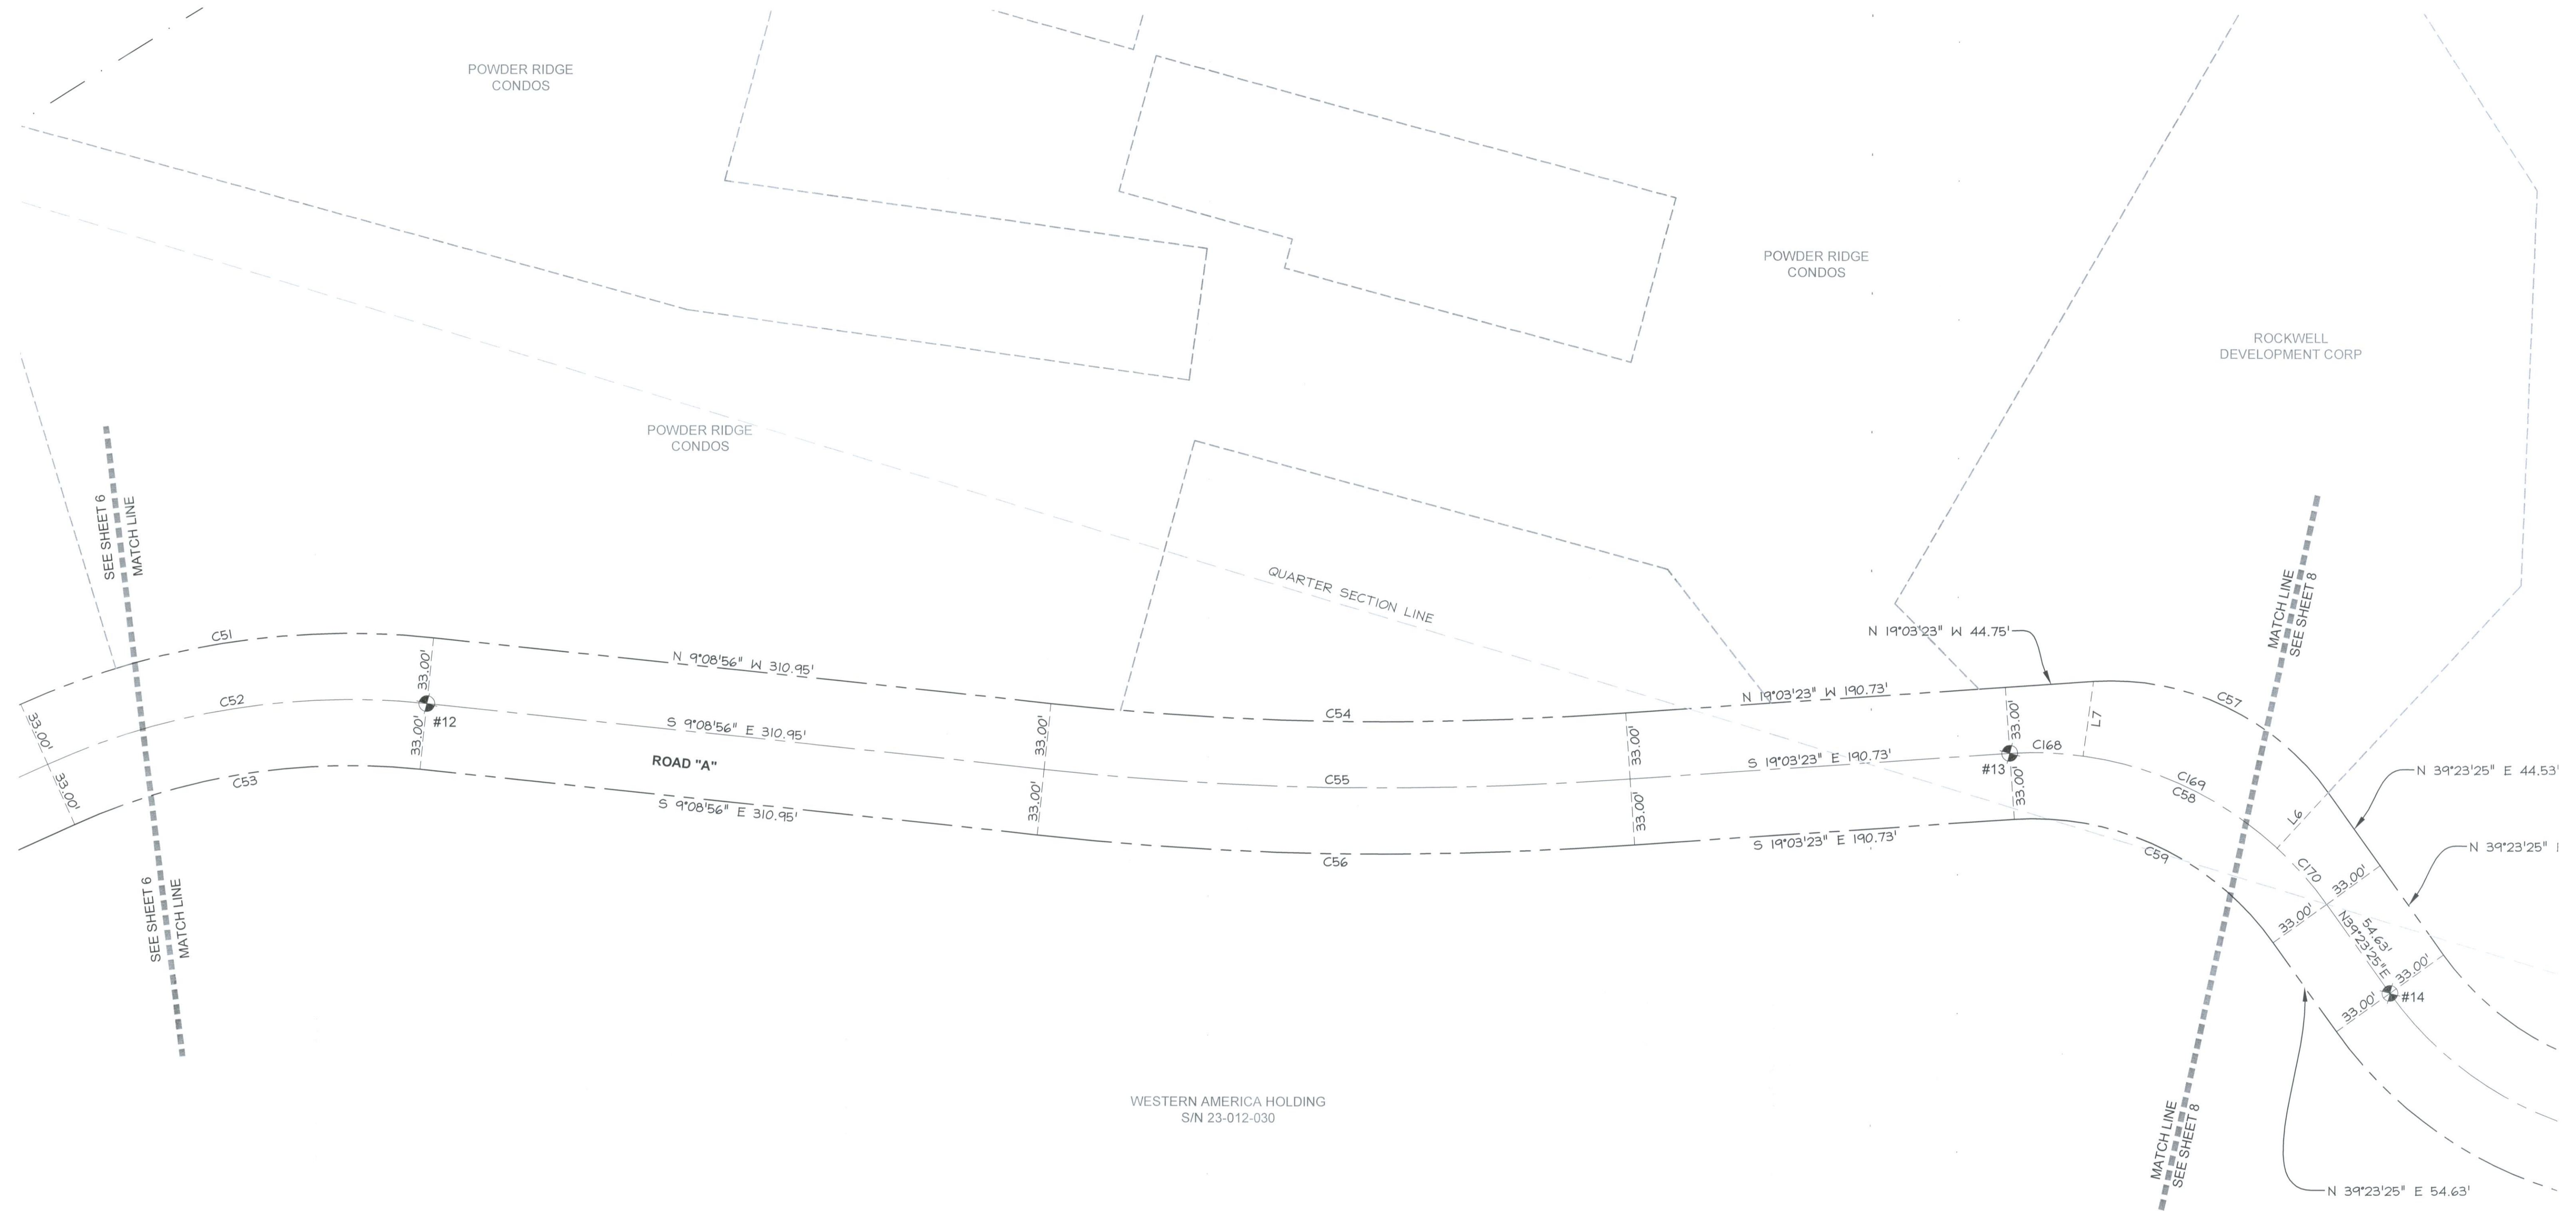 POWDER RIDGE
CONDOS
POWDER RIDGE
CONDOS
ROCKWELL
DEVELOPMENT CORP
POWDER RIDGE
CONDOS
SEE SHEET 6
MATCH LINE
QUARTER SECTION LINE
MATCH LINE
SEE SHEET 8
N 19°03'23" W 44.75'
C51
33.00'
N 9°08'56" W 310.95'
C54
N 19°03'23" W 190.73'
33.00'
L7
C57
C52
33.00'
#12
33.00'
S 9°08'56" E 310.95'
33.00'
33.00'
C168
33.00'
33.00'
C53
ROAD "A"
C55
S 19°03'23" E 190.73'
#13
33.00'
C169
C58
N 39°23'25" E 44.53'
S 9°08'56" E 310.95'
33.00'
33.00'
L6
S 19°03'23" E 190.73'
C56
C59
C170
33.00'
N 39°23'25"
33.00'
54.63'
N39°23'25"E
33.00'
33.00'
#14
SEE SHEET 6
MATCH LINE
WESTERN AMERICA HOLDING
S/N 23-012-030
MATCH LINE
SEE SHEET 8
N 39°23'25" E 54.63'